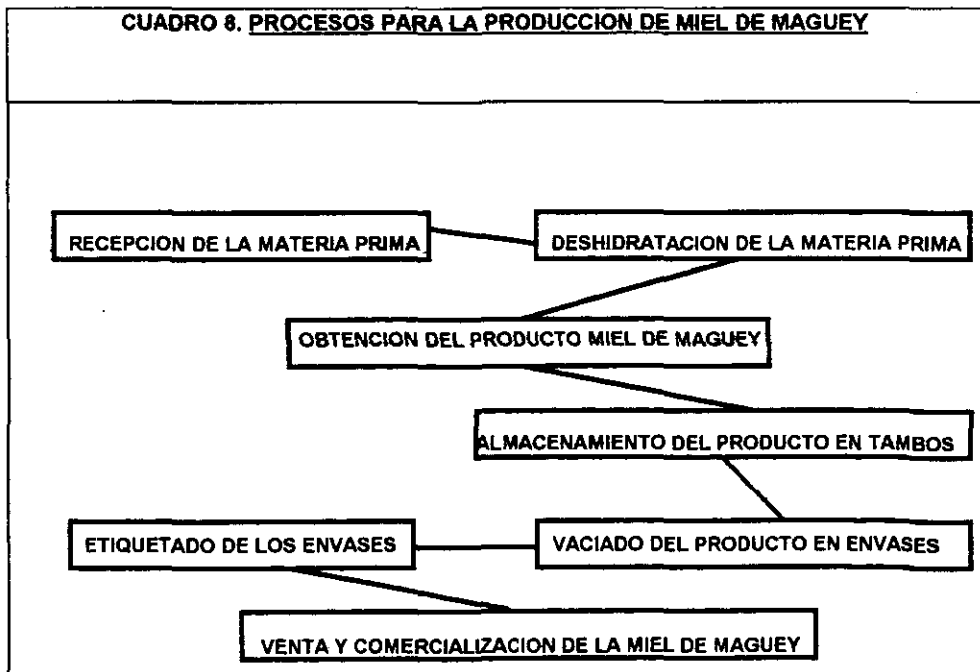 CUADRO 8. PROCESOS PARA LA PRODUCCION DE MIEL DE MAGUEY
RECEPCION DE LA MATERIA PRIMA
DESHIDRATACION DE LA MATERIA PRIMA
OBTENCION DEL PRODUCTO MIEL DE MAGUEY
ALMACENAMIENTO DEL PRODUCTO EN TAMBOS
VACIADO DEL PRODUCTO EN ENVASES
ETIQUETADO DE LOS ENVASES
VENTA Y COMERCIALIZACION DE LA MIEL DE MAGUEY